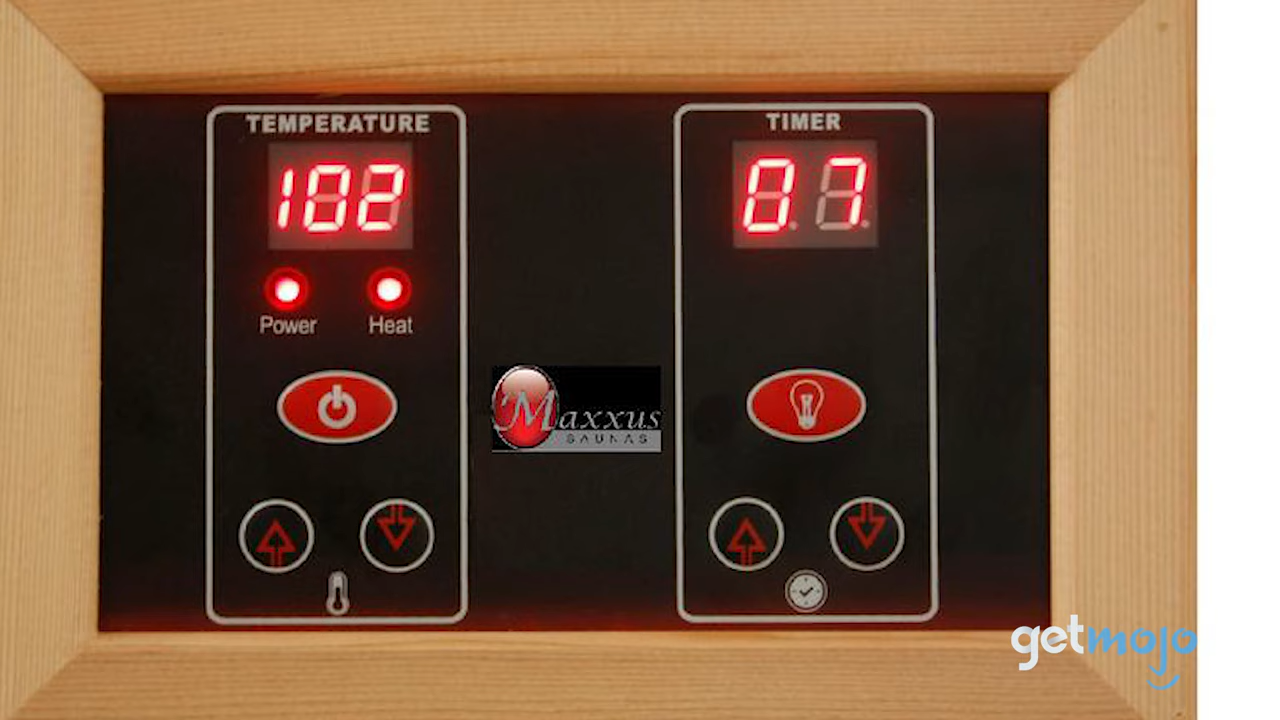 TEMPERATURE
102
Power Heat
TIMER
07
Maxxus
SAUNAS
getmojo